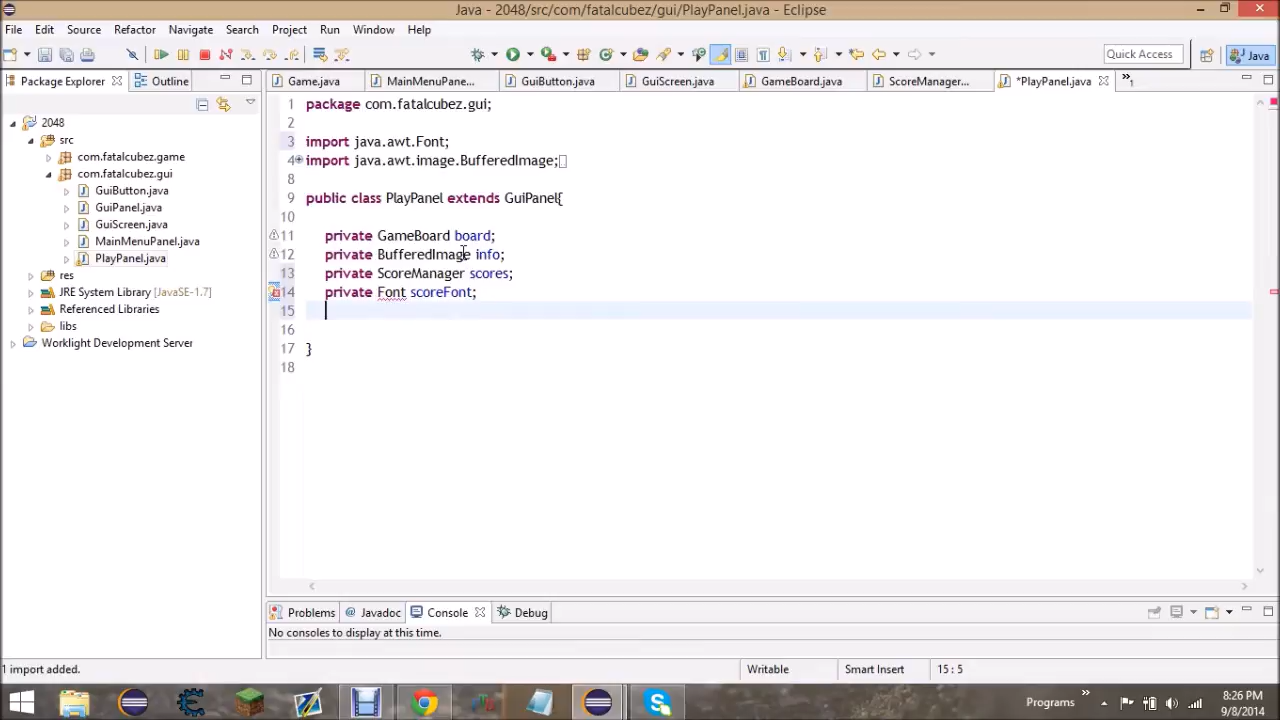 Java - 2048/src/com/fatalcubez/gui/PlayPanel.java - Eclipse
File Edit Source Refactor Navigate Search Project Run Window Help
Quick Access
Java
Package Explorer
Outline
Game.java
MainMenuPane...
GuiButton.java
GuiScreen.java
GameBoard.java
ScoreManager...
*PlayPanel.java
»1
2048
src
com.fatalcubez.game
com.fatalcubez.gui
GuiButton.java
GuiPanel.java
GuiScreen.java
MainMenuPanel.java
PlayPanel.java
res
JRE System Library [JavaSE-1.7]
Referenced Libraries
libs
Worklight Development Server
1 package com.fatalcubez.gui;
2
3 import java.awt.Font;
4 import java.awt.image.BufferedImage;
8
9 public class PlayPanel extends GuiPanel{
10
11 private GameBoard board;
12 private BufferedImage info;
13 private ScoreManager scores;
14 private Font scoreFont;
15
16
17 }
18
Problems
Javadoc
Console
Debug
No consoles to display at this time.
1 import added.
Writable
Smart Insert
15 : 5
Programs
8:26 PM
9/8/2014